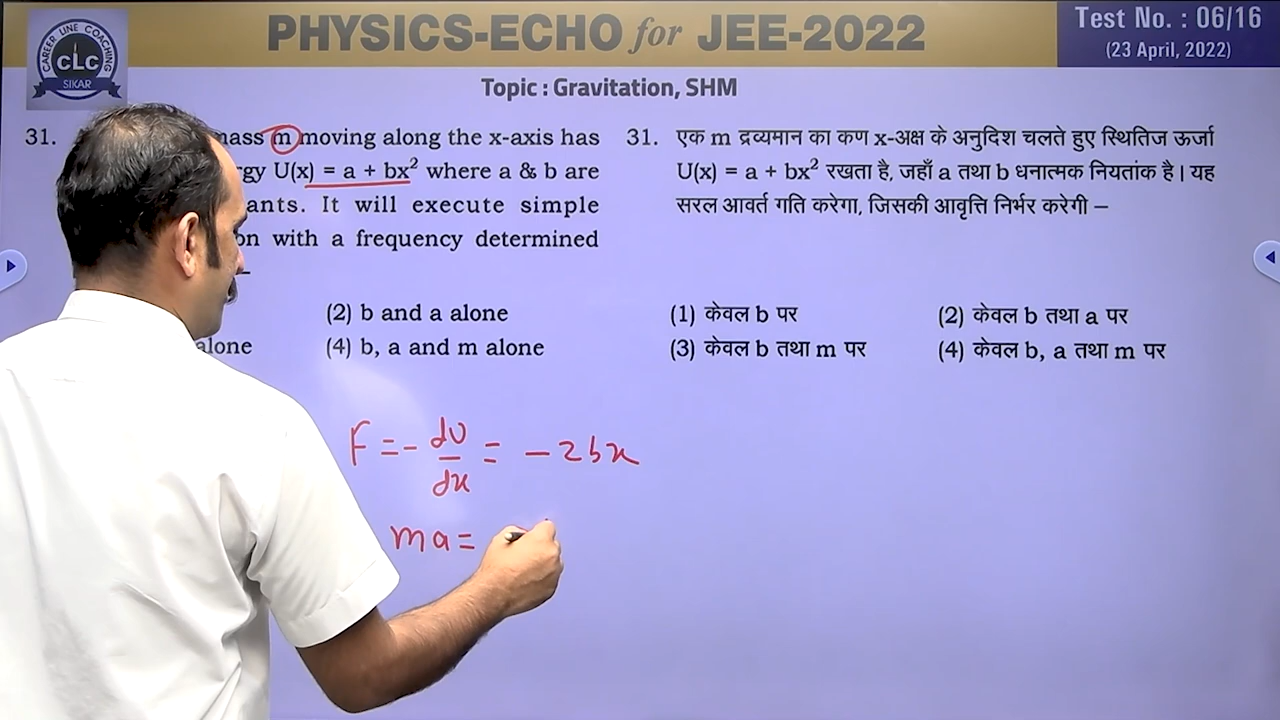 PHYSICS-ECHO for JEE-2022
Test No. : 06/16
(23 April, 2022)
CAREER LINE COACHING
CLC
SIKAR
Topic : Gravitation, SHM
31. mass m moving along the x-axis has
U(x) = a + bx² where a & b are
It will execute simple
with a frequency determined
–
(2) b and a alone
alone (4) b, a and m alone
31. एक m द्रव्यमान का कण x-अक्ष के अनुदिश चलते हुए स्थितिज ऊर्जा
U(x) = a + bx² रखता है, जहाँ a तथा b धनात्मक नियतांक है। यह
सरल आवर्त गति करेगा, जिसकी आवृत्ति निर्भर करेगी –
(1) केवल b पर (2) केवल b तथा a पर
(3) केवल b तथा m पर (4) केवल b, a तथा m पर
F = - dU/dx = - 2bx
ma =